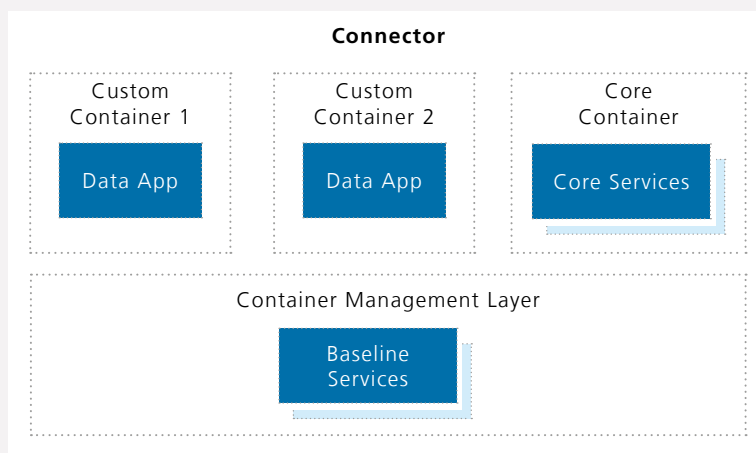 Connector
Custom
Container 1
Data App
Custom
Container 2
Data App
Core
Container
Core Services
Container Management Layer
Baseline
Services